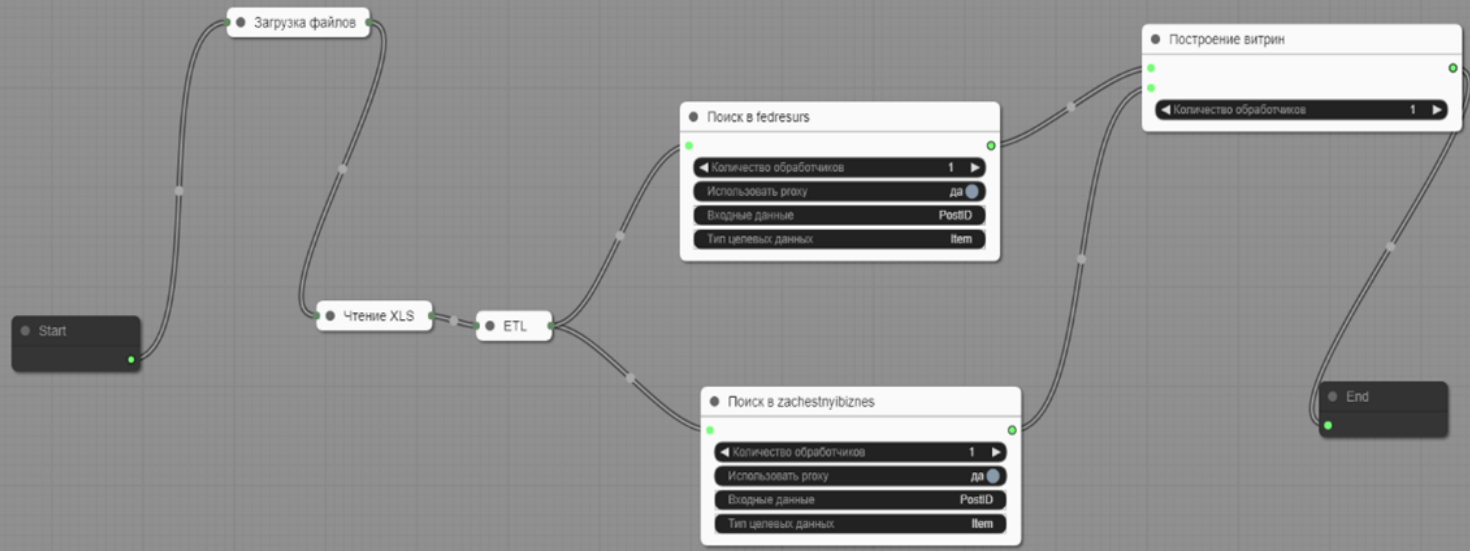 Загрузка файлов
Start
Чтение XLS
ETL
Поиск в fedresurs
Количество обработчиков 1
Использовать proxy да
Входные данные PostID
Тип целевых данных Item
Поиск в zachestnyibiznes
Количество обработчиков 1
Использовать proxy да
Входные данные PostID
Тип целевых данных Item
Построение витрин
Количество обработчиков 1
End